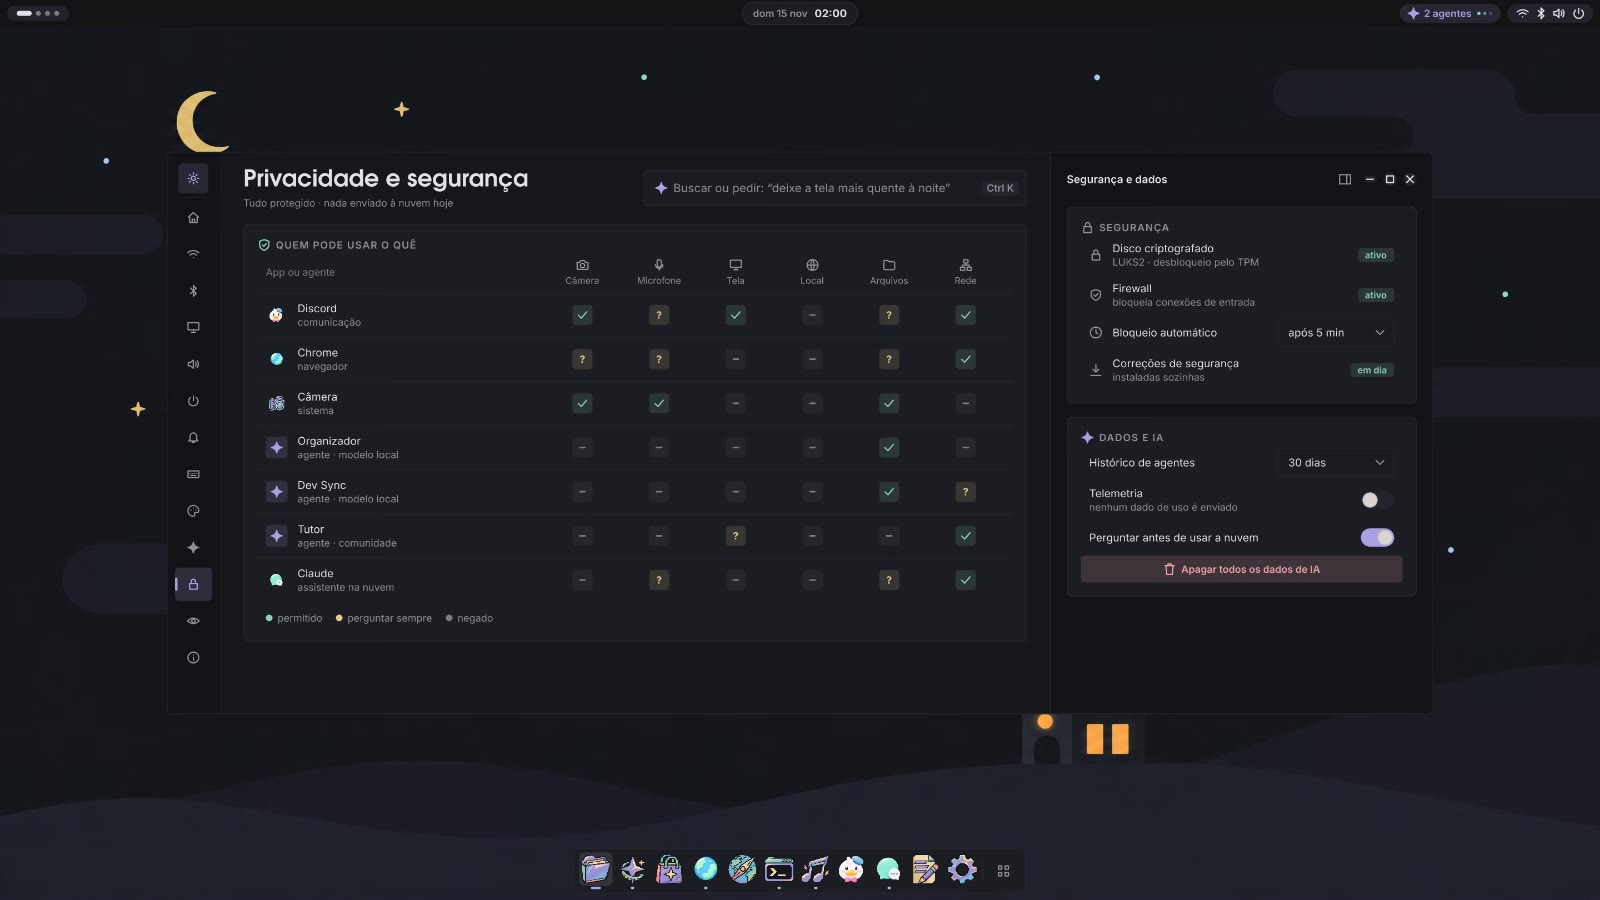 dom 15 nov 02:00
2 agentes
Privacidade e segurança
Tudo protegido · nada enviado à nuvem hoje
Buscar ou pedir: “deixe a tela mais quente à noite” Ctrl K
QUEM PODE USAR O QUÊ
App ou agente
Câmera Microfone Tela Local Arquivos Rede
Discord
comunicação
? ?
Chrome
navegador
? ? ?
Câmera
sistema
Organizador
agente · modelo local
Dev Sync
agente · modelo local
?
Tutor
agente · comunidade
?
Claude
assistente na nuvem
? ?
permitido perguntar sempre negado
Segurança e dados
SEGURANÇA
Disco criptografado
LUKS2 · desbloqueio pelo TPM
ativo
Firewall
bloqueia conexões de entrada
ativo
Bloqueio automático após 5 min
Correções de segurança
instaladas sozinhas
em dia
DADOS E IA
Histórico de agentes 30 dias
Telemetria
nenhum dado de uso é enviado
Perguntar antes de usar a nuvem
Apagar todos os dados de IA